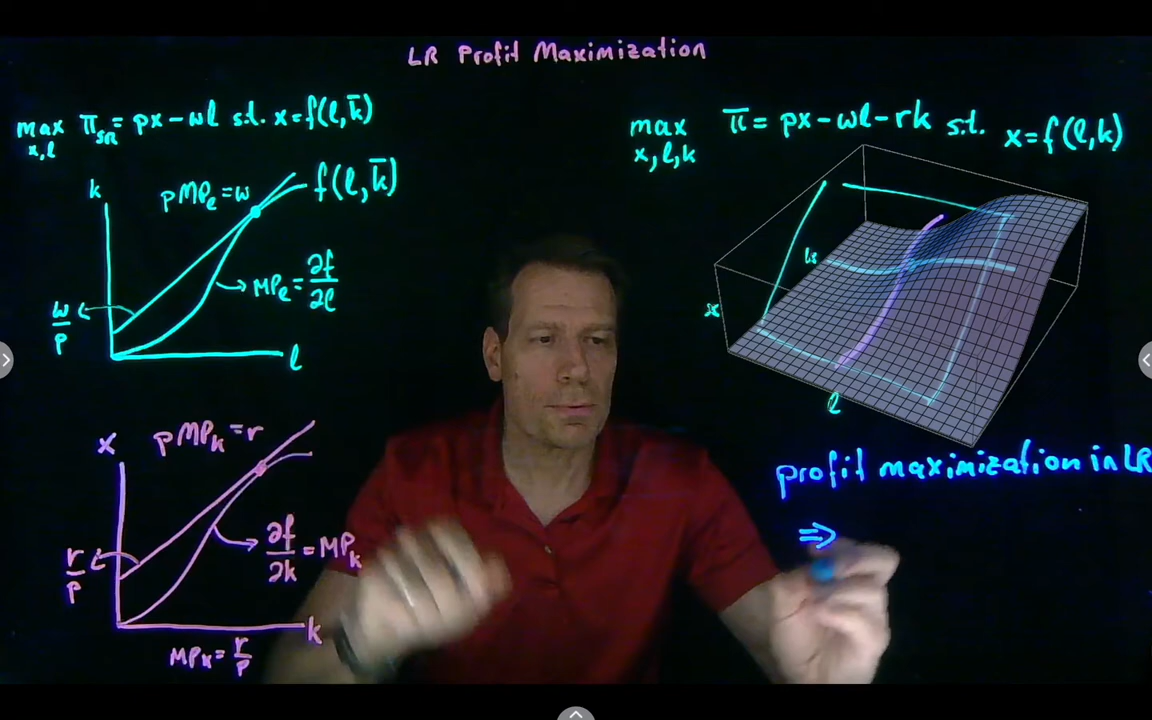 LR Profit Maximization
max π_SR = px - wl s.t. x = f(l, k̄)
x, l
k
pMP_ℓ = w
f(l, k̄)
MP_ℓ = ∂f/∂ℓ
w/p
l
x
pMP_k = r
∂f/∂k = MP_k
r/p
k
MP_k = r/p
max π = px - wl - rk s.t. x = f(l, k)
x, l, k
x
l
profit maximization in LR
⇒